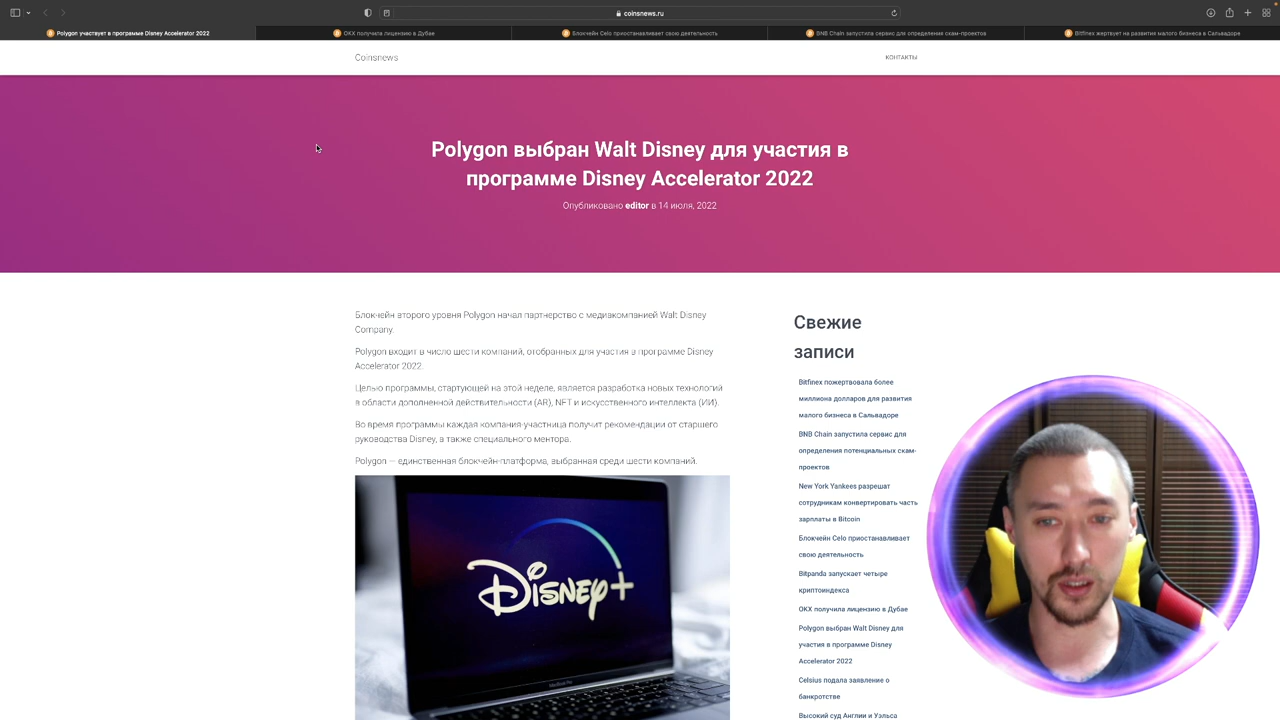 coinsnews.ru
Polygon участвует в программе Disney Accelerator 2022
OKX получила лицензию в Дубае
Блокчейн Celo приостанавливает свою деятельность
BNB Chain запустила сервис для определения скам-проектов
Bitfinex жертвует на развития малого бизнеса в Сальвадоре
Coinsnews
КОНТАКТЫ
Polygon выбран Walt Disney для участия в
программе Disney Accelerator 2022
Опубликовано editor в 14 июля, 2022
Блокчейн второго уровня Polygon начал партнерство с медиакомпанией Walt Disney
Company.
Polygon входит в число шести компаний, отобранных для участия в программе Disney
Accelerator 2022.
Целью программы, стартующей на этой неделе, является разработка новых технологий
в области дополненной действительности (AR), NFT и искусственного интеллекта (ИИ).
Во время программы каждая компания-участница получит рекомендации от старшего
руководства Disney, а также специального ментора.
Polygon — единственная блокчейн-платформа, выбранная среди шести компаний.
Disney+
Свежие
записи
Bitfinex пожертвовала более
миллиона долларов для развития
малого бизнеса в Сальвадоре
BNB Chain запустила сервис для
определения потенциальных скам-
проектов
New York Yankees разрешат
сотрудникам конвертировать часть
зарплаты в Bitcoin
Блокчейн Celo приостанавливает
свою деятельность
Bitpanda запускает четыре
криптоиндекса
OKX получила лицензию в Дубае
Polygon выбран Walt Disney для
участия в программе Disney
Accelerator 2022
Celsius подала заявление о
банкротстве
Высокий суд Англии и Уэльса